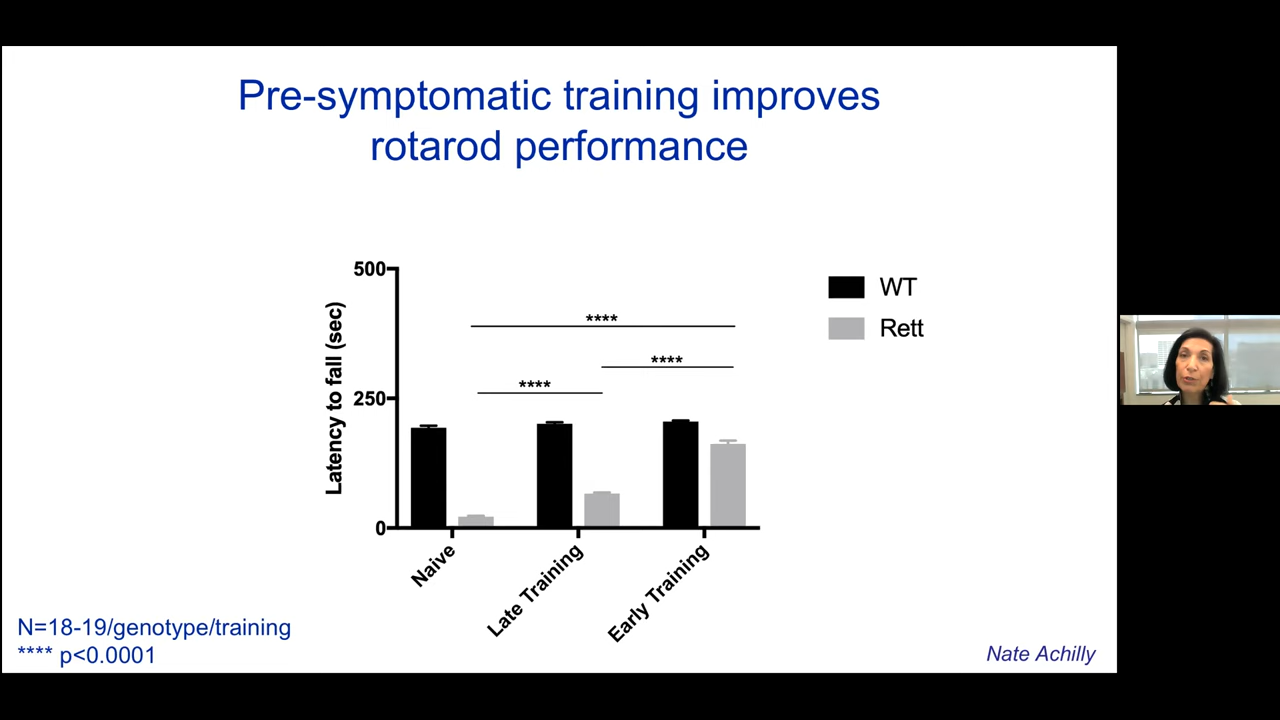 Pre-symptomatic training improves
rotarod performance
500
250
0
Latency to fall (sec)
****
****
****
WT
Rett
Naive
Late Training
Early Training
N=18-19/genotype/training
**** p<0.0001
Nate Achilly